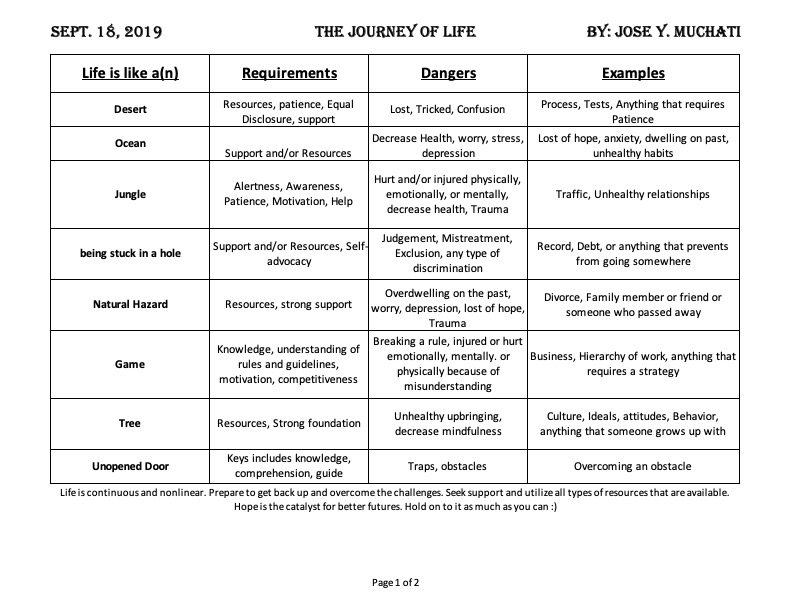 SEPT. 18, 2019 THE JOURNEY OF LIFE BY: JOSE Y. MUCHATI
Life is like a(n) Requirements Dangers Examples
Desert
Resources, patience, Equal
Disclosure, support
Lost, Tricked, Confusion
Process, Tests, Anything that requires
Patience
Ocean
Support and/or Resources
Decrease Health, worry, stress,
depression
Lost of hope, anxiety, dwelling on past,
unhealthy habits
Jungle
Alertness, Awareness,
Patience, Motivation, Help
Hurt and/or injured physically,
emotionally, or mentally,
decrease health, Trauma
Traffic, Unhealthy relationships
being stuck in a hole
Support and/or Resources, Self-
advocacy
Judgement, Mistreatment,
Exclusion, any type of
discrimination
Record, Debt, or anything that prevents
from going somewhere
Natural Hazard
Resources, strong support
Overdwelling on the past,
worry, depression, lost of hope,
Trauma
Divorce, Family member or friend or
someone who passed away
Game
Knowledge, understanding of
rules and guidelines,
motivation, competitiveness
Breaking a rule, injured or hurt
emotionally, mentally. or
physically because of
misunderstanding
Business, Hierarchy of work, anything that
requires a strategy
Tree
Resources, Strong foundation
Unhealthy upbringing,
decrease mindfulness
Culture, Ideals, attitudes, Behavior,
anything that someone grows up with
Unopened Door
Keys includes knowledge,
comprehension, guide
Traps, obstacles
Overcoming an obstacle
Life is continuous and nonlinear. Prepare to get back up and overcome the challenges. Seek support and utilize all types of resources that are available.
Hope is the catalyst for better futures. Hold on to it as much as you can :)
Page 1 of 2